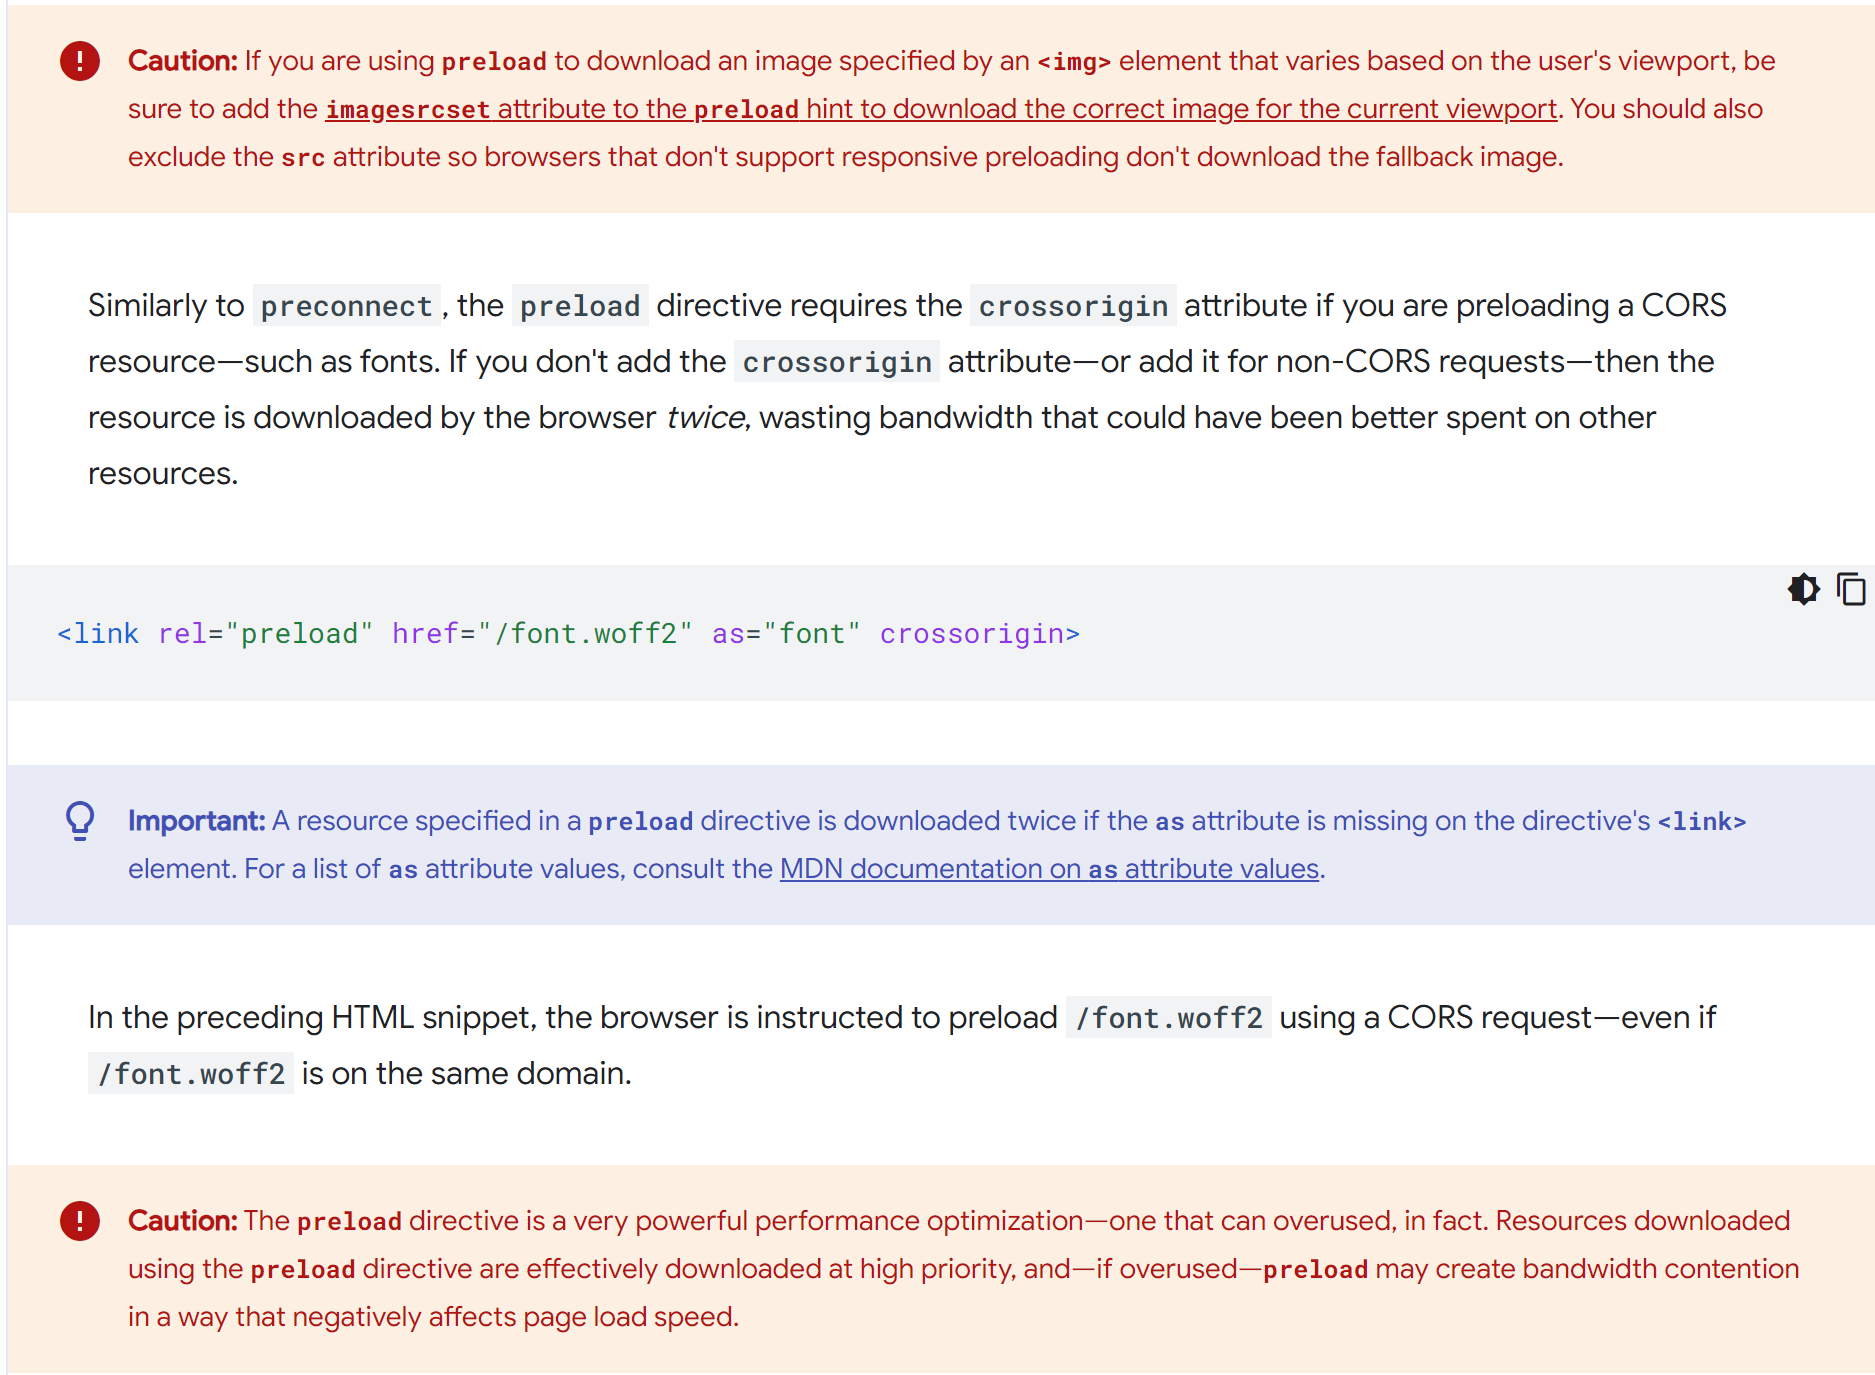 Caution: If you are using preload to download an image specified by an <img> element that varies based on the user's viewport, be
sure to add the imagesrcset attribute to the preload hint to download the correct image for the current viewport. You should also
exclude the src attribute so browsers that don't support responsive preloading don't download the fallback image.
Similarly to preconnect, the preload directive requires the crossorigin attribute if you are preloading a CORS
resource—such as fonts. If you don't add the crossorigin attribute—or add it for non-CORS requests—then the
resource is downloaded by the browser twice, wasting bandwidth that could have been better spent on other
resources.
<link rel="preload" href="/font.woff2" as="font" crossorigin>
Important: A resource specified in a preload directive is downloaded twice if the as attribute is missing on the directive's <link>
element. For a list of as attribute values, consult the MDN documentation on as attribute values.
In the preceding HTML snippet, the browser is instructed to preload /font.woff2 using a CORS request—even if
/font.woff2 is on the same domain.
Caution: The preload directive is a very powerful performance optimization—one that can overused, in fact. Resources downloaded
using the preload directive are effectively downloaded at high priority, and—if overused—preload may create bandwidth contention
in a way that negatively affects page load speed.